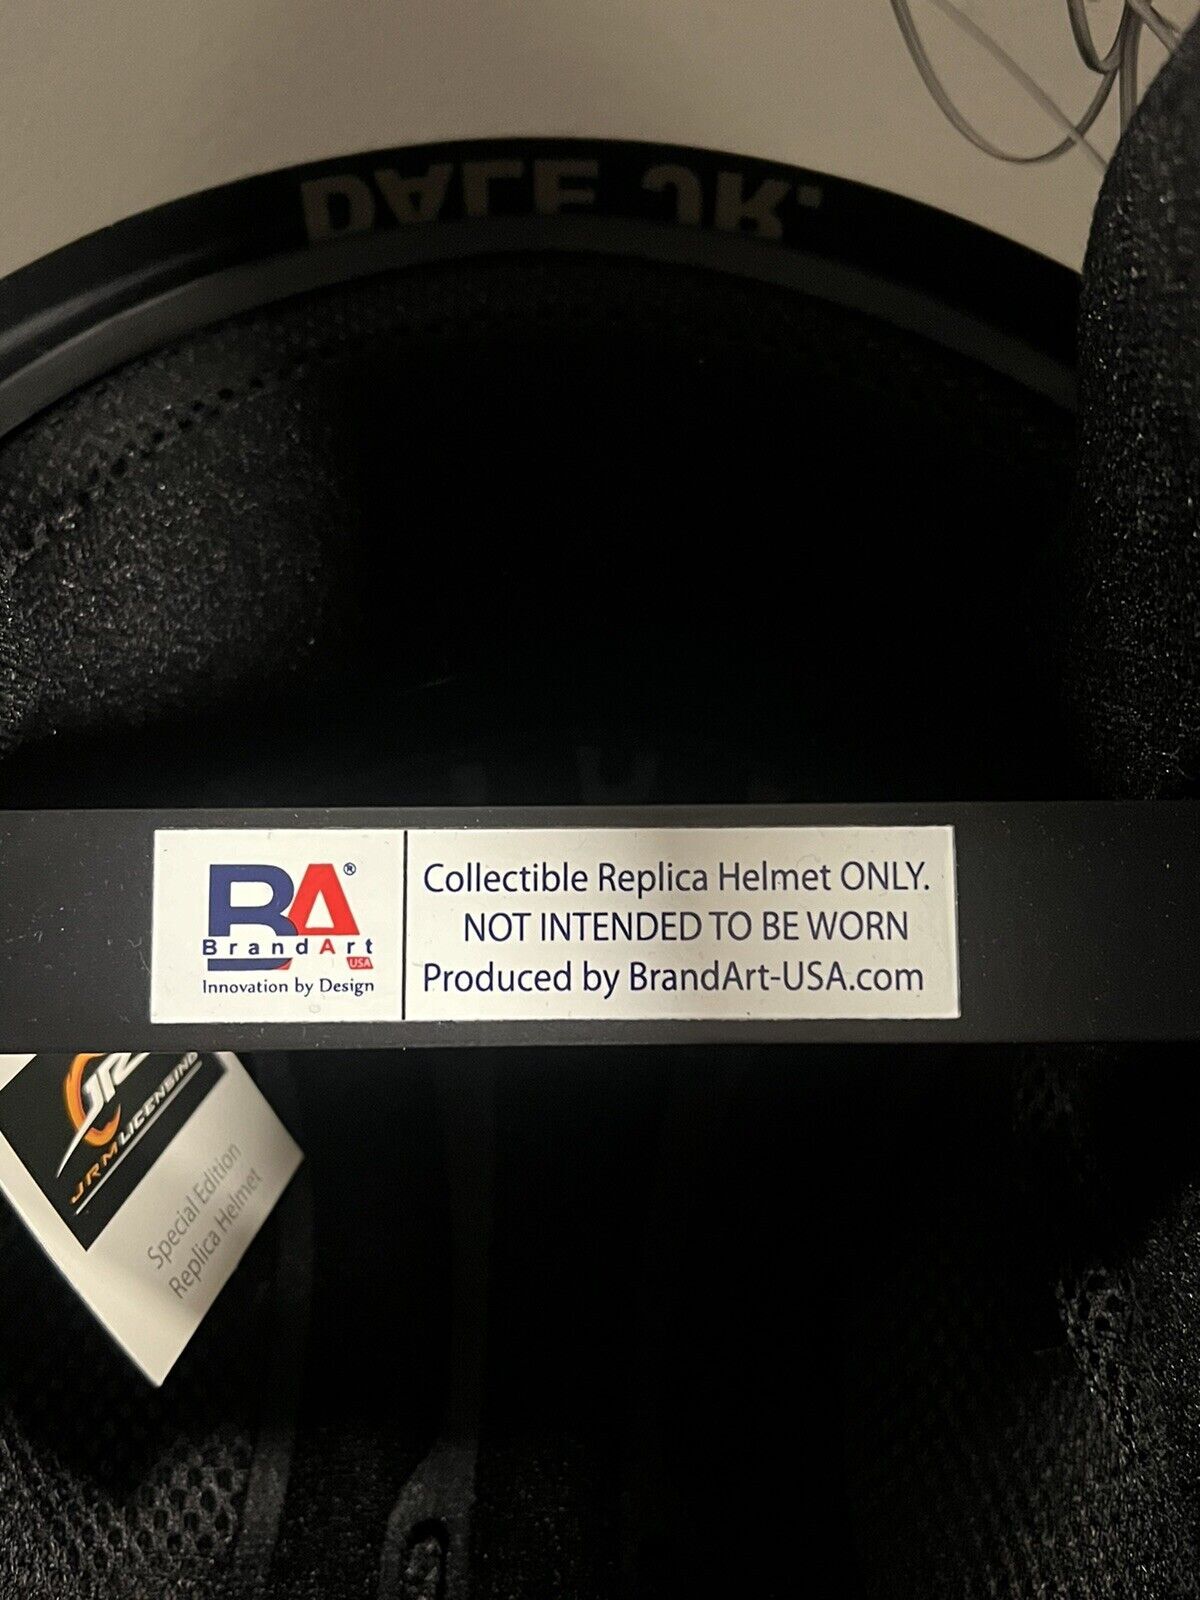 DALE JR.
BA®
BrandArt
USA
Innovation by Design
Collectible Replica Helmet ONLY.
NOT INTENDED TO BE WORN
Produced by BrandArt-USA.com
JR
JRM LICENSING
Special Edition
Replica Helmet